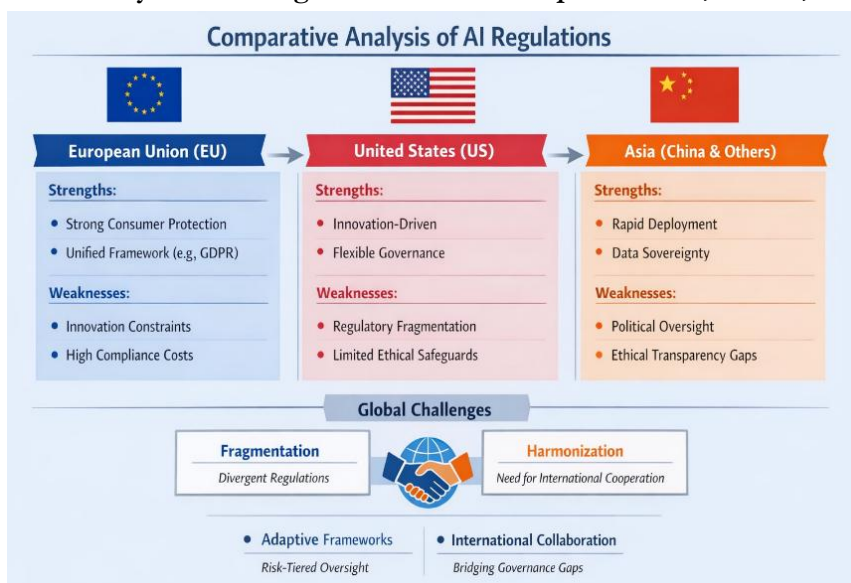 Comparative Analysis of AI Regulations
European Union (EU)
Strengths:
• Strong Consumer Protection
• Unified Framework (e,g, GDPR)
Weaknesses:
• Innovation Constraints
• High Compliance Costs
United States (US)
Strengths:
• Innovation-Driven
• Flexible Governance
Weaknesses:
• Regulatory Fragmentation
• Limited Ethical Safeguards
Asia (China & Others)
Strengths:
• Rapid Deployment
• Data Sovereignty
Weaknesses:
• Political Oversight
• Ethical Transparency Gaps
Global Challenges
Fragmentation
Divergent Regulations
Harmonization
Need for International Cooperation
• Adaptive Frameworks
Risk-Tiered Oversight
• International Collaboration
Bridging Governance Gaps